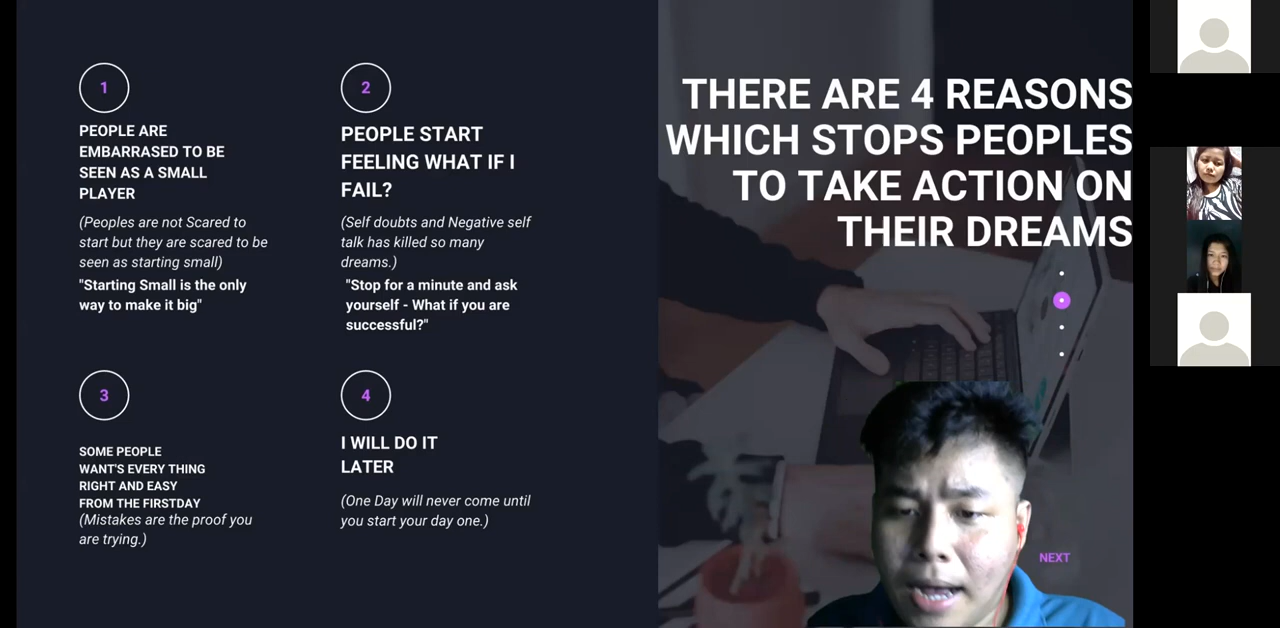 1
PEOPLE ARE
EMBARRASED TO BE
SEEN AS A SMALL
PLAYER
(Peoples are not Scared to
start but they are scared to be
seen as starting small)
"Starting Small is the only
way to make it big"
2
PEOPLE START
FEELING WHAT IF I
FAIL?
(Self doubts and Negative self
talk has killed so many
dreams.)
"Stop for a minute and ask
yourself - What if you are
successful?"
3
SOME PEOPLE
WANT'S EVERY THING
RIGHT AND EASY
FROM THE FIRSTDAY
(Mistakes are the proof you
are trying.)
4
I WILL DO IT
LATER
(One Day will never come until
you start your day one.)
THERE ARE 4 REASONS
WHICH STOPS PEOPLES
TO TAKE ACTION ON
THEIR DREAMS
NEXT